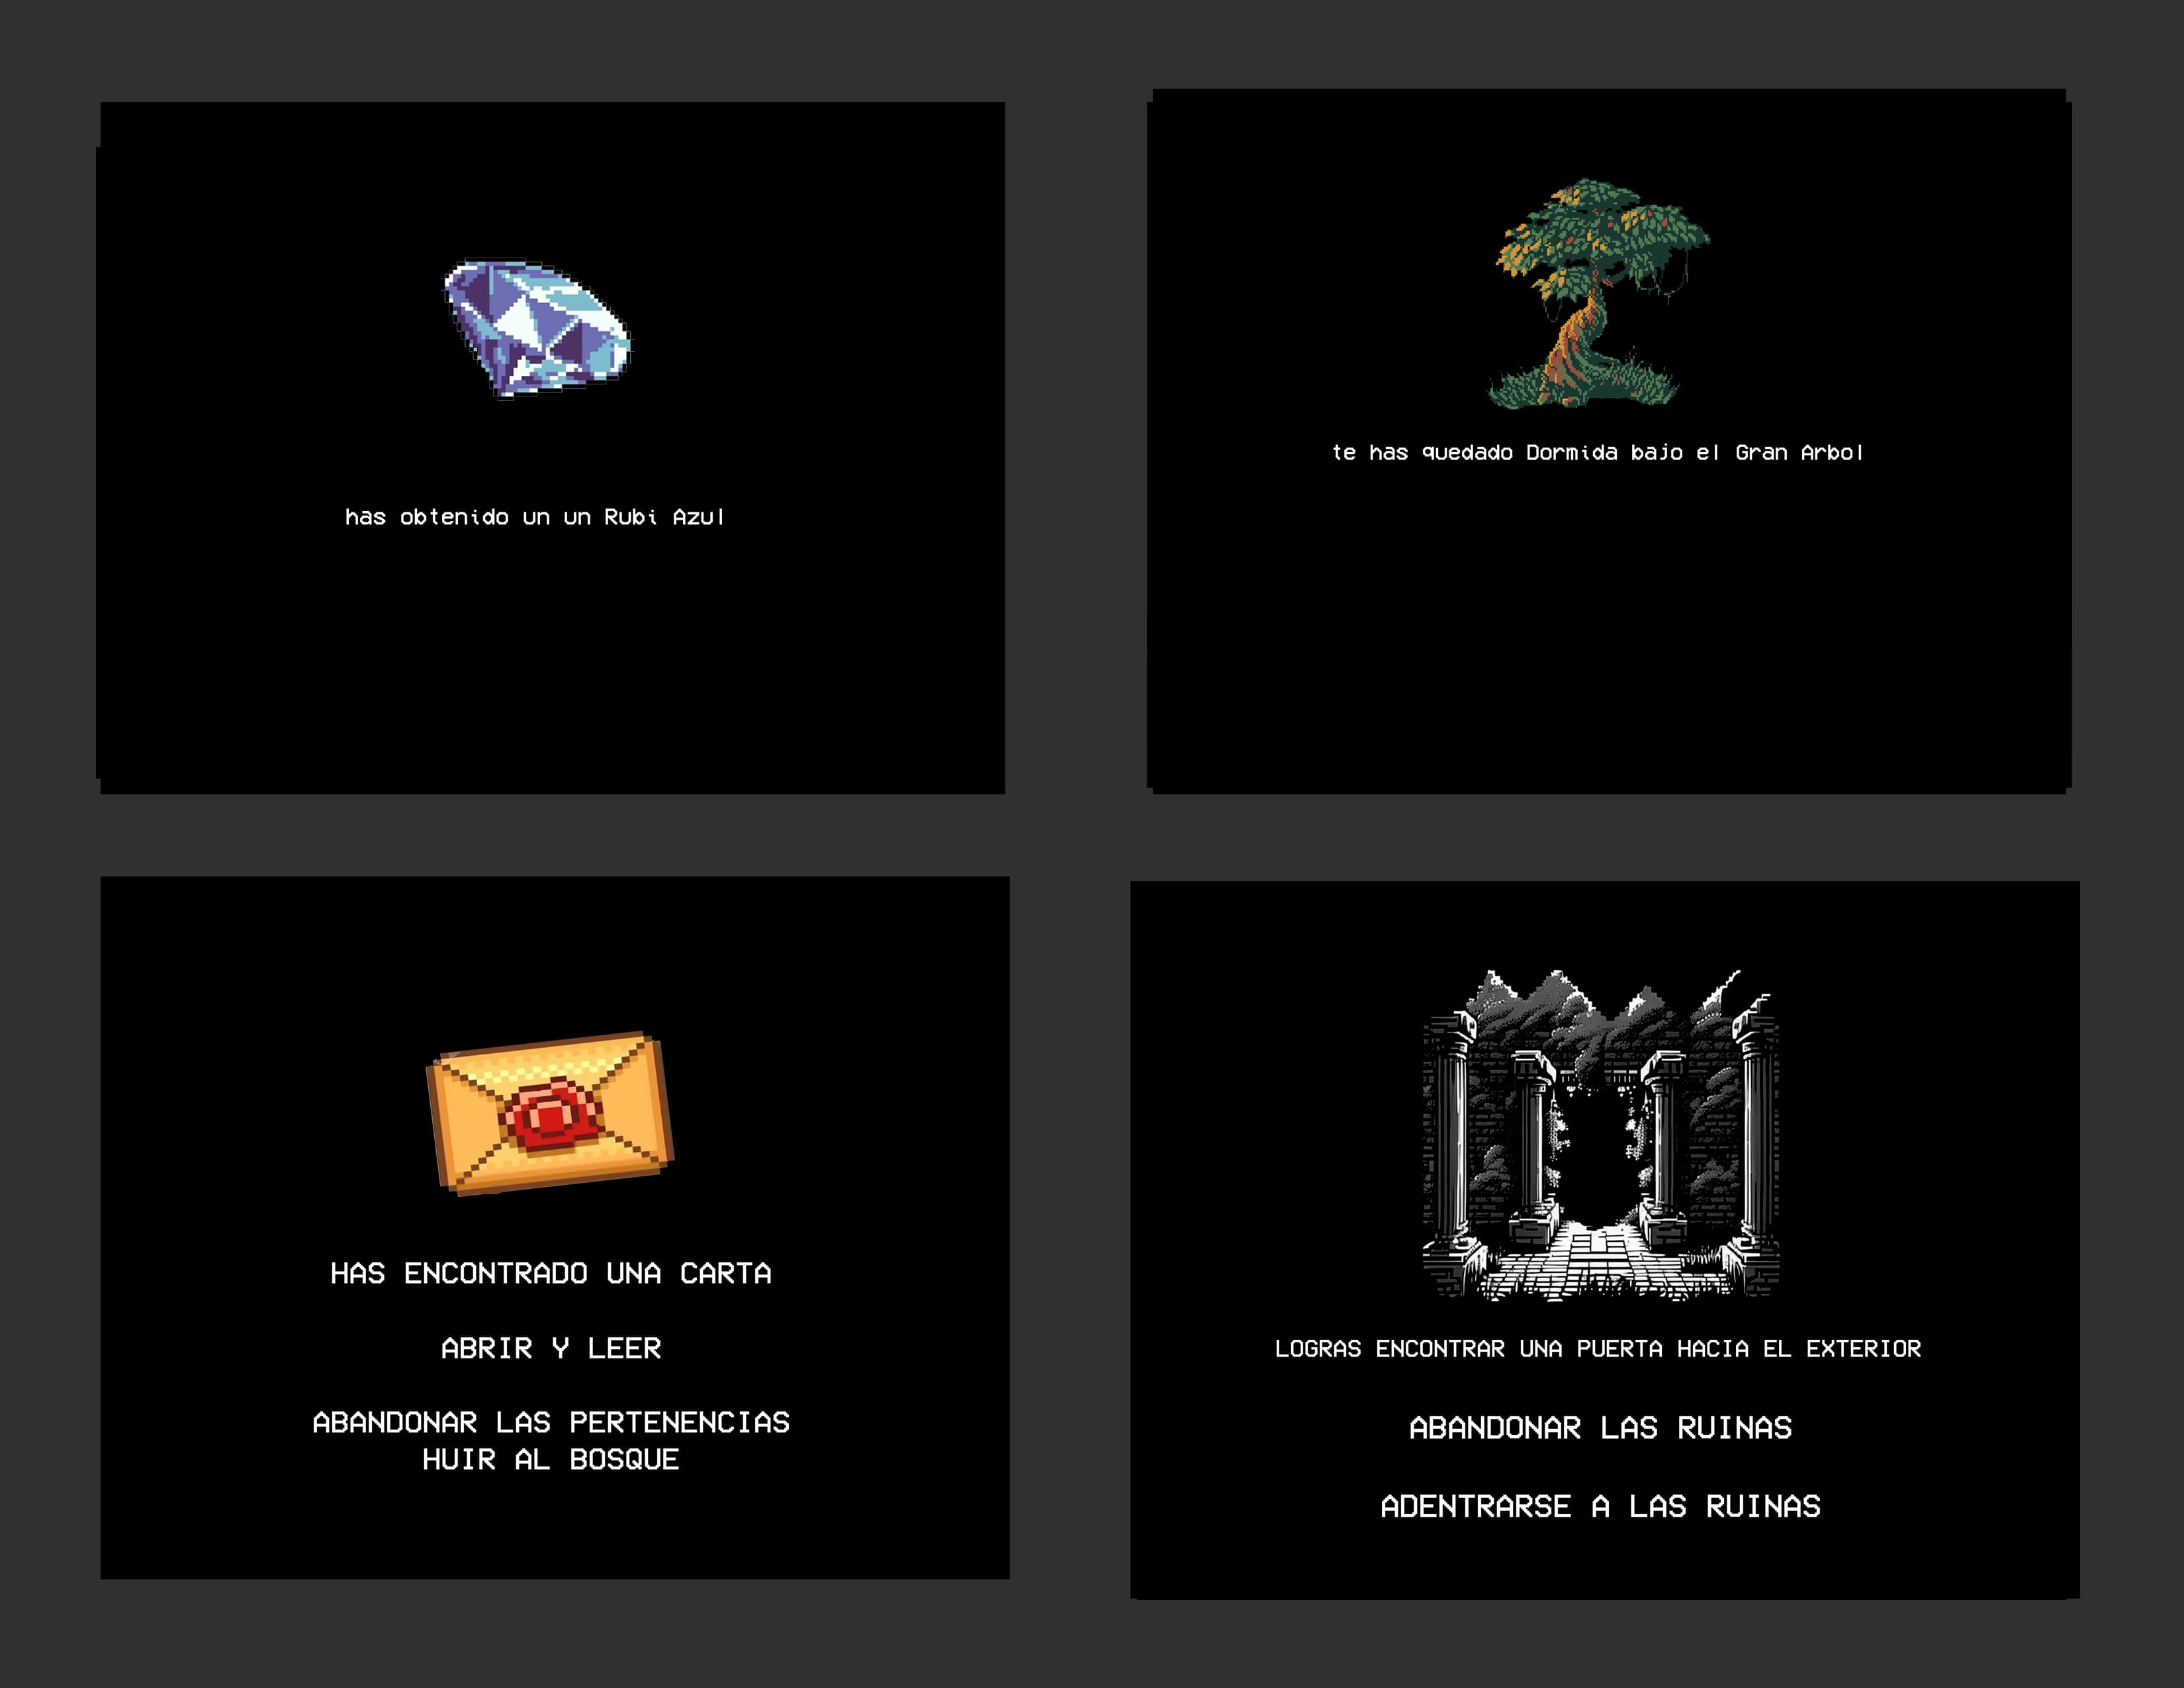 has obtenido un un Rubi Azul
te has quedado Dormida bajo el Gran Arbol
HAS ENCONTRADO UNA CARTA
ABRIR Y LEER
ABANDONAR LAS PERTENENCIAS
HUIR AL BOSQUE
LOGRAS ENCONTRAR UNA PUERTA HACIA EL EXTERIOR
ABANDONAR LAS RUINAS
ADENTRARSE A LAS RUINAS